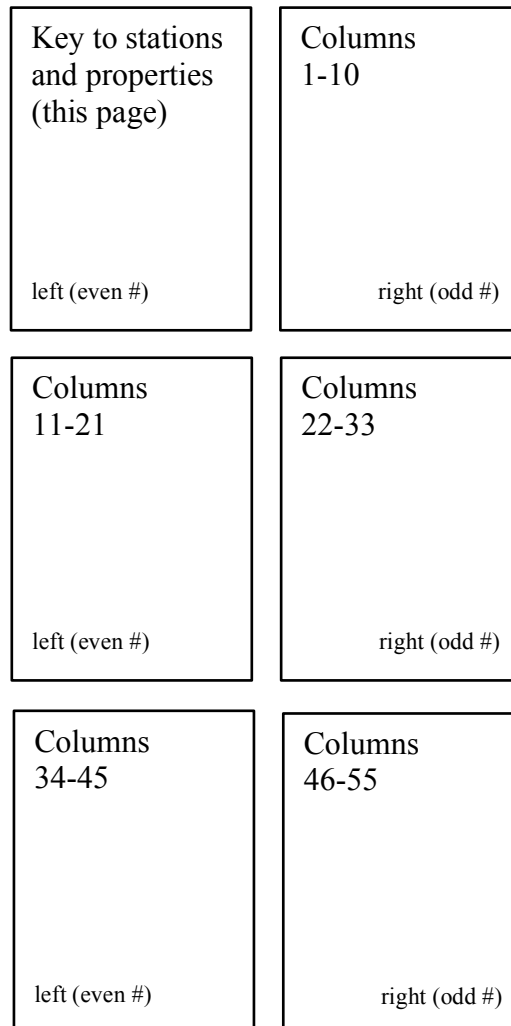 Key to stations
and properties
(this page)
left (even #)
Columns
1-10
right (odd #)
Columns
11-21
left (even #)
Columns
22-33
right (odd #)
Columns
34-45
left (even #)
Columns
46-55
right (odd #)